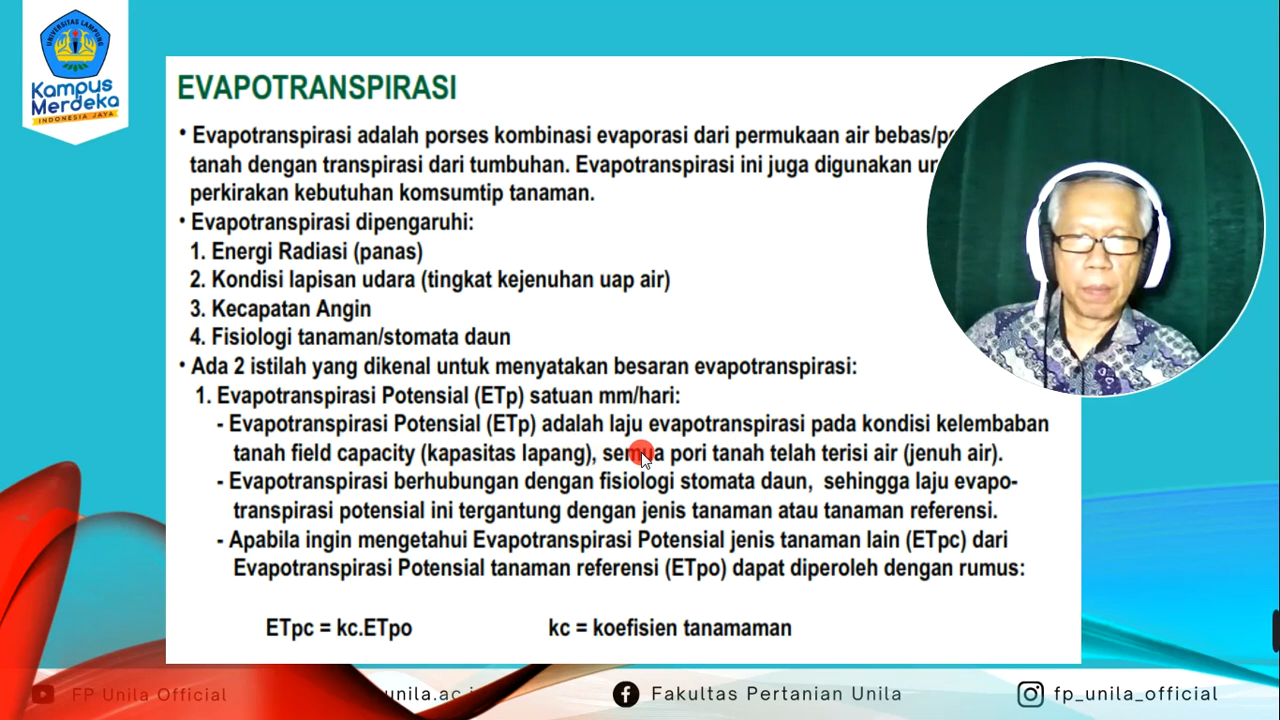 UNIVERSITAS LAMPUNG
Kampus
Merdeka
INDONESIA JAYA
EVAPOTRANSPIRASI
• Evapotranspirasi adalah porses kombinasi evaporasi dari permukaan air bebas/
tanah dengan transpirasi dari tumbuhan. Evapotranspirasi ini juga digunakan
perkirakan kebutuhan komsumtip tanaman.
• Evapotranspirasi dipengaruhi:
1. Energi Radiasi (panas)
2. Kondisi lapisan udara (tingkat kejenuhan uap air)
3. Kecapatan Angin
4. Fisiologi tanaman/stomata daun
• Ada 2 istilah yang dikenal untuk menyatakan besaran evapotranspirasi:
1. Evapotranspirasi Potensial (ETp) satuan mm/hari:
- Evapotranspirasi Potensial (ETp) adalah laju evapotranspirasi pada kondisi kelembaban
tanah field capacity (kapasitas lapang), semua pori tanah telah terisi air (jenuh air).
- Evapotranspirasi berhubungan dengan fisiologi stomata daun, sehingga laju evapo-
transpirasi potensial ini tergantung dengan jenis tanaman atau tanaman referensi.
- Apabila ingin mengetahui Evapotranspirasi Potensial jenis tanaman lain (ETpc) dari
Evapotranspirasi Potensial tanaman referensi (ETpo) dapat diperoleh dengan rumus:
ETpc = kc.ETpo kc = koefisien tanamaman
FP Unila Official unila.ac.i Fakultas Pertanian Unila fp_unila_official